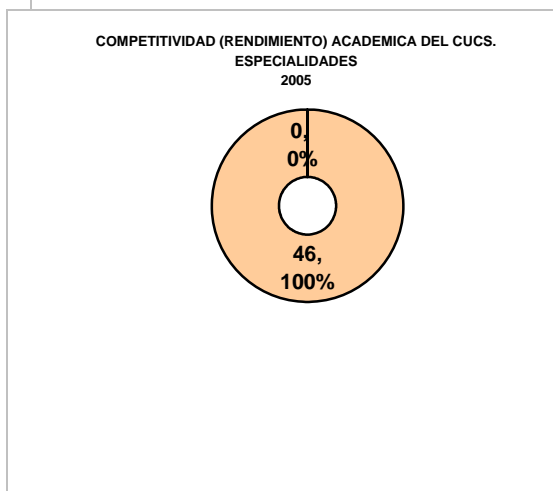 COMPETITIVIDAD (RENDIMIENTO) ACADEMICA DEL CUCS.
ESPECIALIDADES
2005
0,
0%
46,
100%